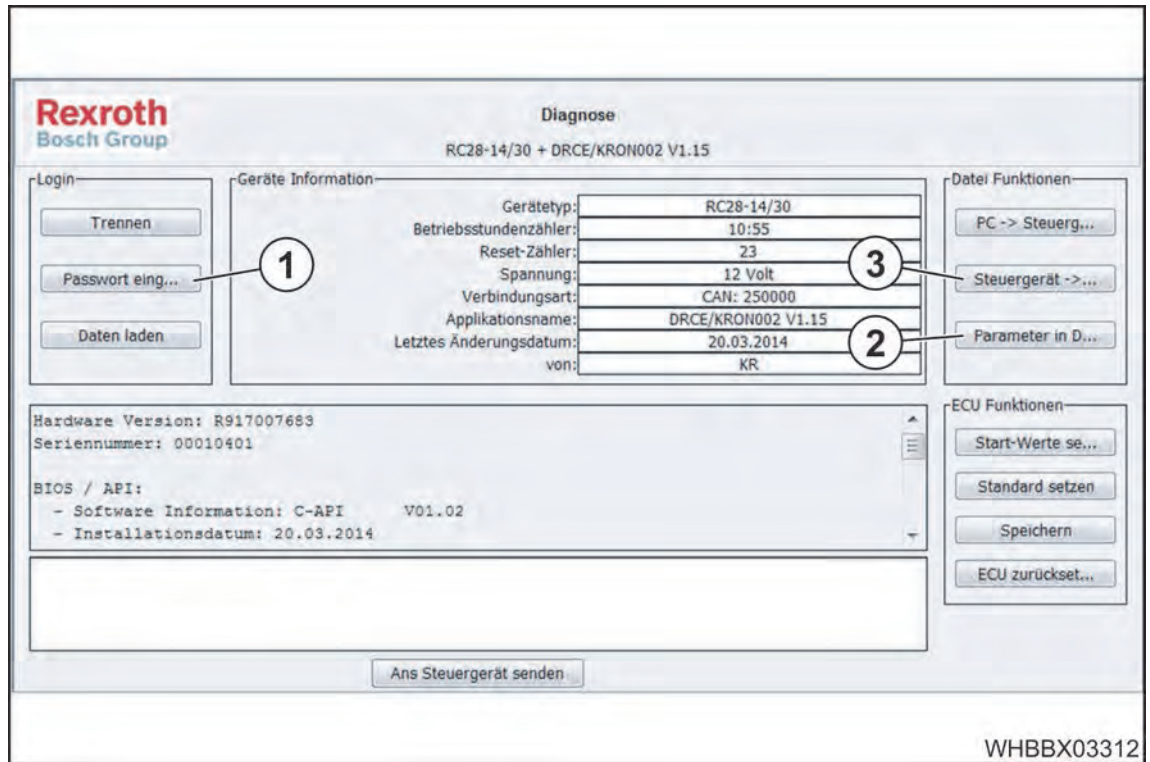 Rexroth
Bosch Group
Diagnose
RC28-14/30 + DRCE/KRON002 V1.15
Login
Trennen
Passwort eing...
Daten laden
1
Geräte Information
Gerätetyp: RC28-14/30
Betriebsstundenzähler: 10:55
Reset-Zähler: 23
Spannung: 12 Volt
Verbindungsart: CAN: 250000
Applikationsname: DRCE/KRON002 V1.15
Letztes Änderungsdatum: 20.03.2014
von: KR
3
2
Datei Funktionen
PC -> Steuerg...
Steuergerät ->...
Parameter in D...
Hardware Version: R917007683
Seriennummer: 00010401
BIOS / API:
- Software Information: C-API V01.02
- Installationsdatum: 20.03.2014
ECU Funktionen
Start-Werte se...
Standard setzen
Speichern
ECU zurückset...
Ans Steuergerät senden
WHBBX03312